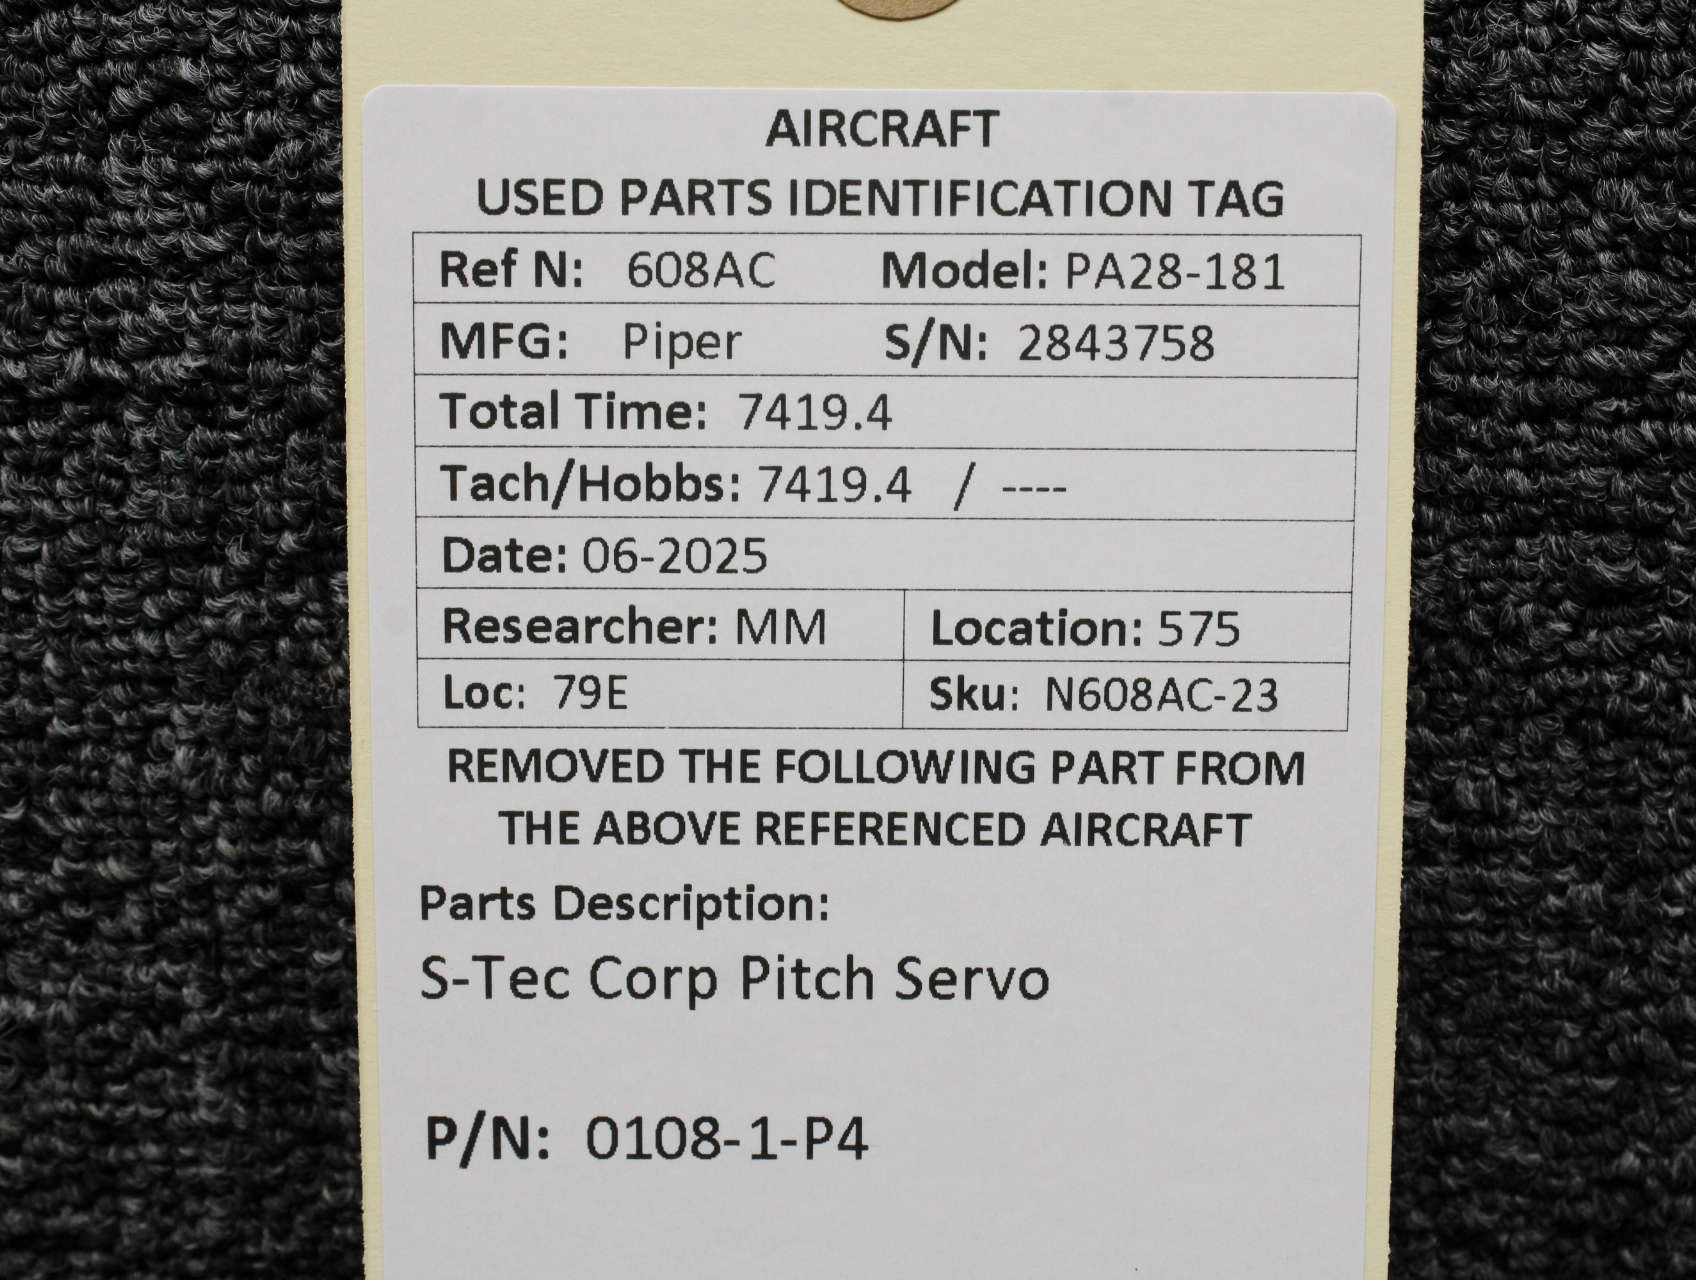 AIRCRAFT
USED PARTS IDENTIFICATION TAG
Ref N: 608AC Model: PA28-181
MFG: Piper S/N: 2843758
Total Time: 7419.4
Tach/Hobbs: 7419.4 / ----
Date: 06-2025
Researcher: MM Location: 575
Loc: 79E Sku: N608AC-23
REMOVED THE FOLLOWING PART FROM
THE ABOVE REFERENCED AIRCRAFT
Parts Description:
S-Tec Corp Pitch Servo
P/N: 0108-1-P4